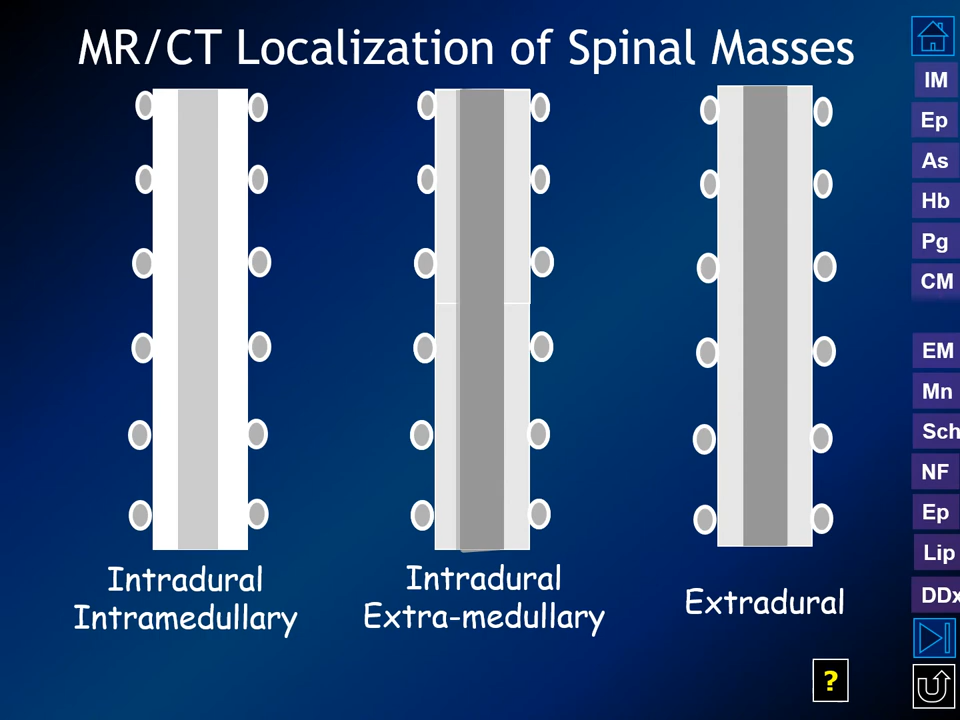 MR/CT Localization of Spinal Masses
IM
Ep
As
Hb
Pg
CM
EM
Mn
Sch
NF
Ep
Lip
DDx
Intradural
Intramedullary
Intradural
Extra-medullary
Extradural
?